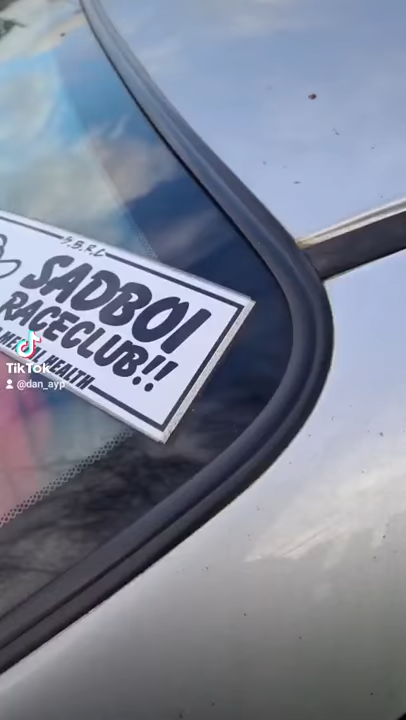 S.B.R.C
SADBOI
RACECLUB!!
HEALTH
TikTok
@dan_ayp